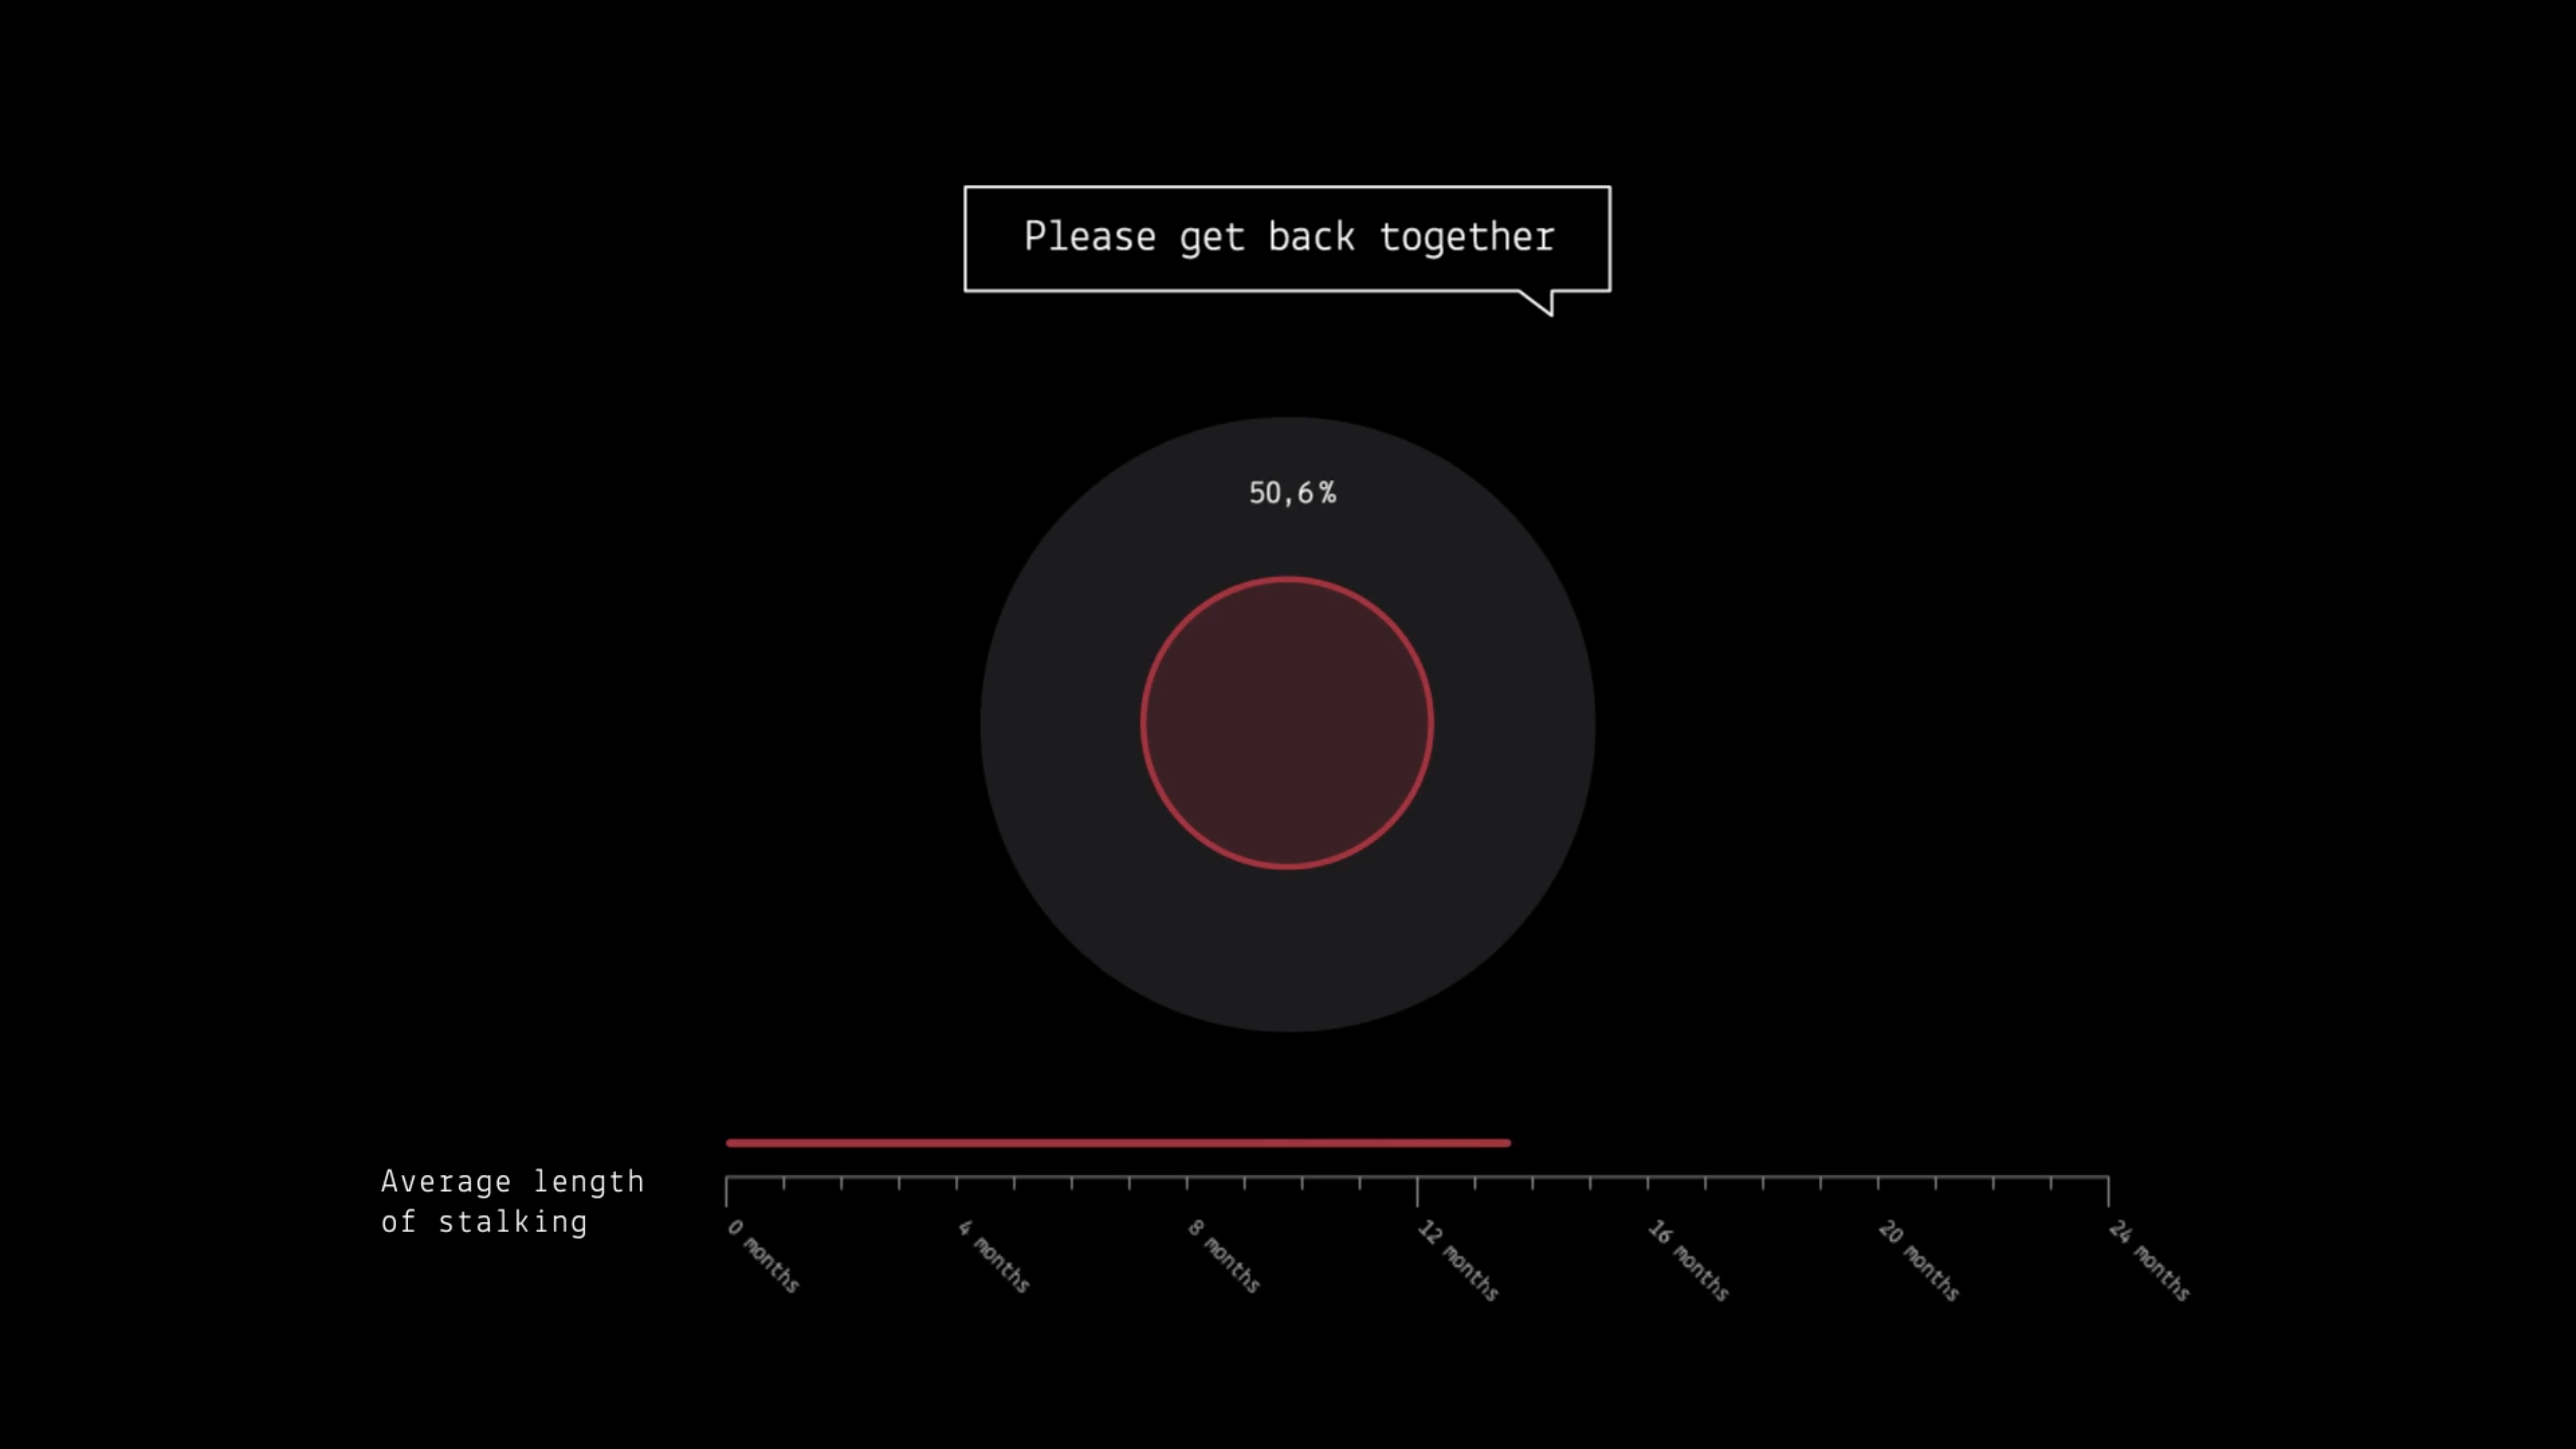 Please get back together
50,6%
Average length
of stalking
0 months
4 months
8 months
12 months
16 months
20 months
24 months